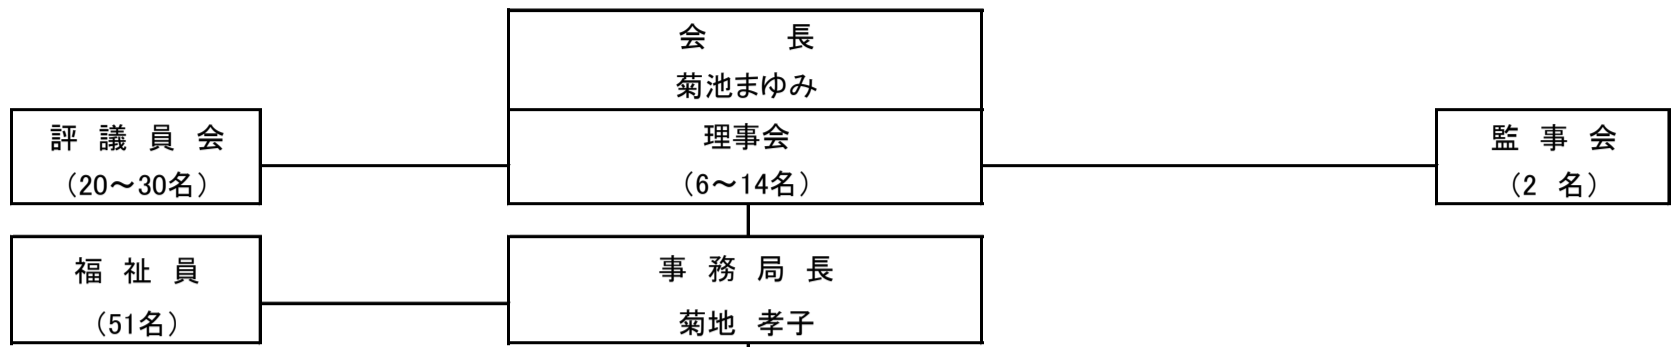 会　　長
菊池まゆみ
評　議　員　会
（20～30名）
理事会
（6～14名）
監　事　会
（2　名）
福　祉　員
（51名）
事　務　局　長
菊地　孝子